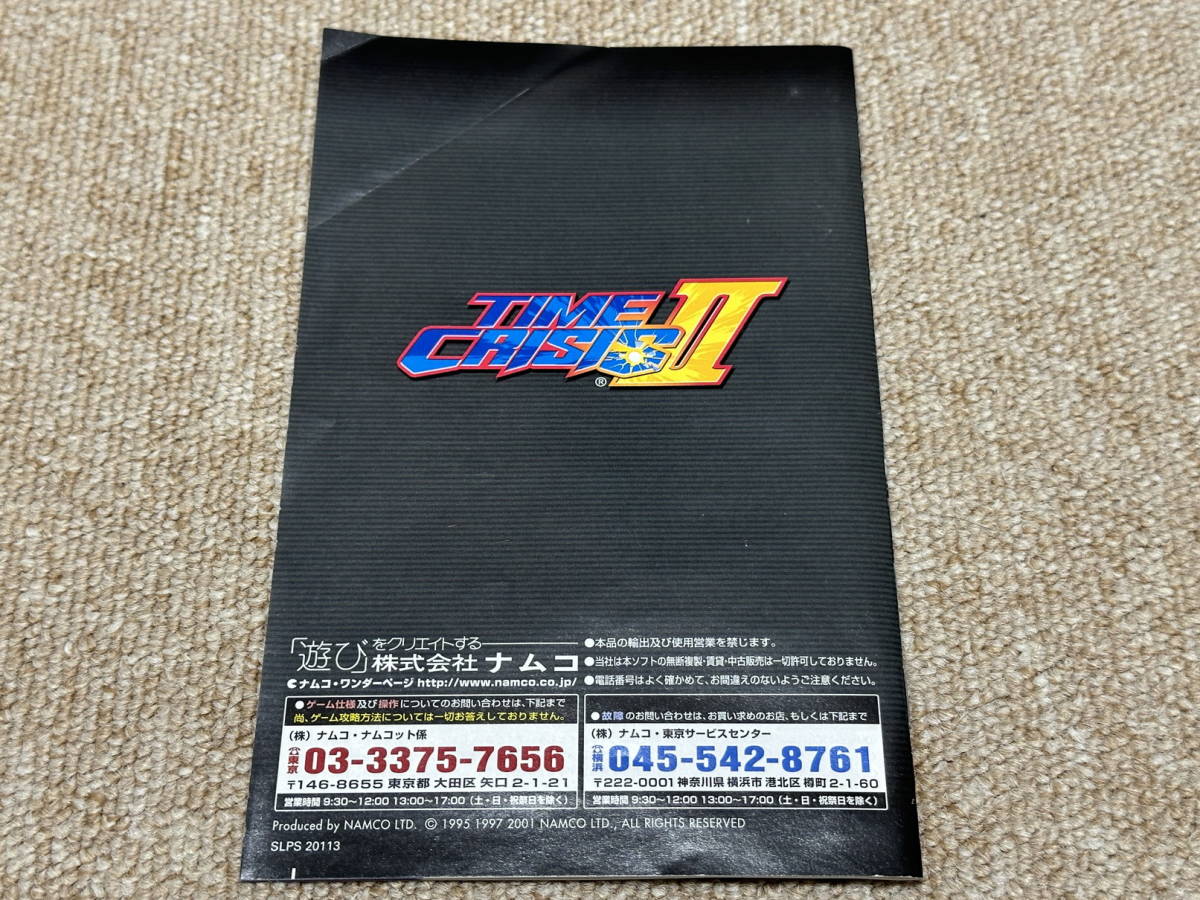 TIME
CRISIS II
®
「遊び」をクリエイトする
株式会社 ナムコ
ナムコ・ワンダーページ http://www.namco.co.jp/
●本品の輸出及び使用営業を禁じます。
●当社は本ソフトの無断複製・賃貸・中古販売は一切許可しておりません。
●電話番号はよく確かめて、お間違えのないようご注意ください。
●ゲーム仕様及び操作についてのお問い合わせは、下記まで
尚、ゲーム攻略方法については一切お答えしておりません。
(株) ナムコ・ナムコット係
☎東京 03-3375-7656
〒146-8655 東京都 大田区 矢口 2-1-21
営業時間 9:30〜12:00 13:00〜17:00 (土・日・祝祭日を除く)
●故障のお問い合わせは、お買い求めのお店、もしくは下記まで
(株) ナムコ・東京サービスセンター
☎横浜 045-542-8761
〒222-0001 神奈川県 横浜市 港北区 樽町 2-1-60
営業時間 9:30〜12:00 13:00〜17:00 (土・日・祝祭日を除く)
Produced by NAMCO LTD. © 1995 1997 2001 NAMCO LTD., ALL RIGHTS RESERVED
SLPS 20113